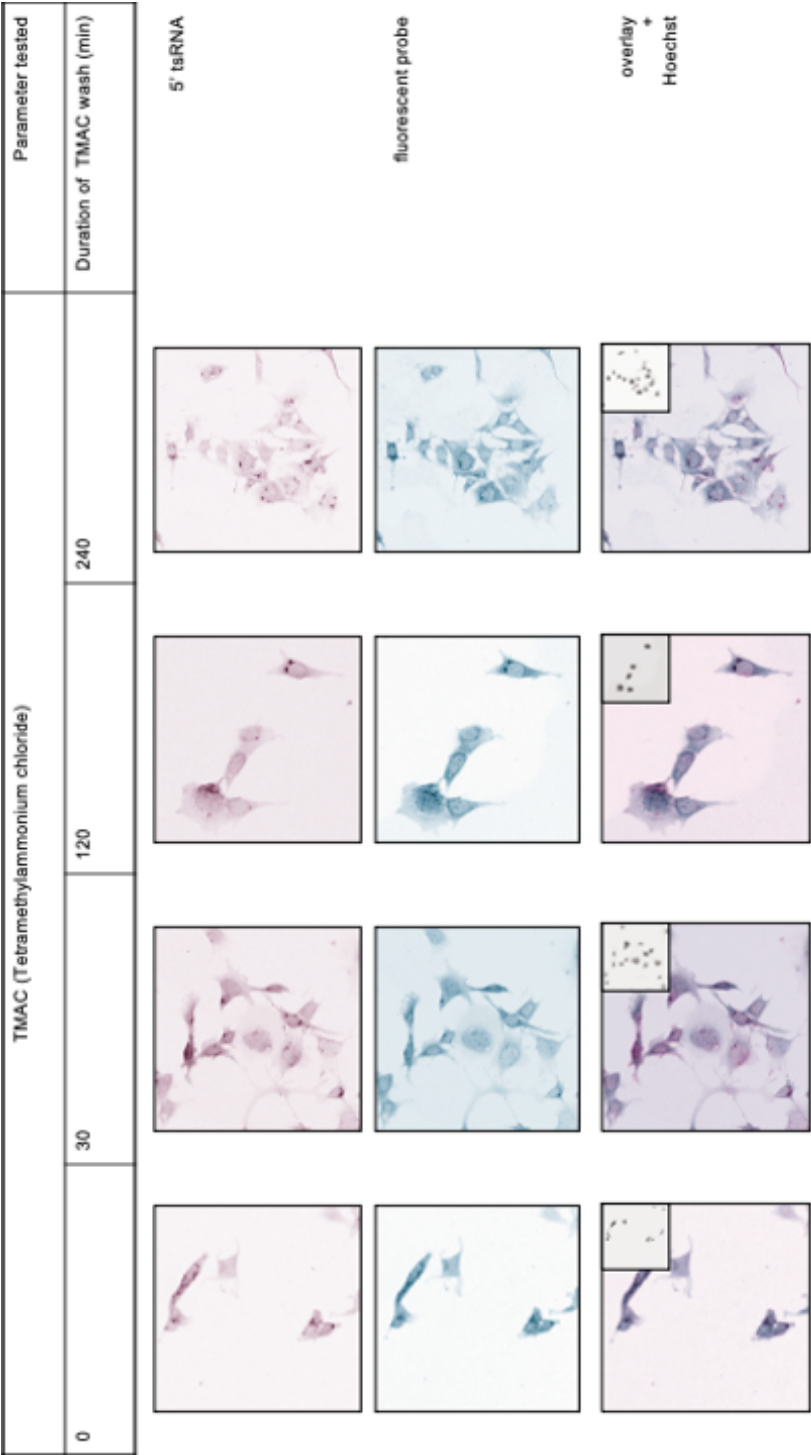 Parameter tested
TMAC (Tetramethylammonium chloride)
Duration of TMAC wash (min)
240
120
30
0
5' tsRNA
fluorescent probe
overlay
+
Hoechst